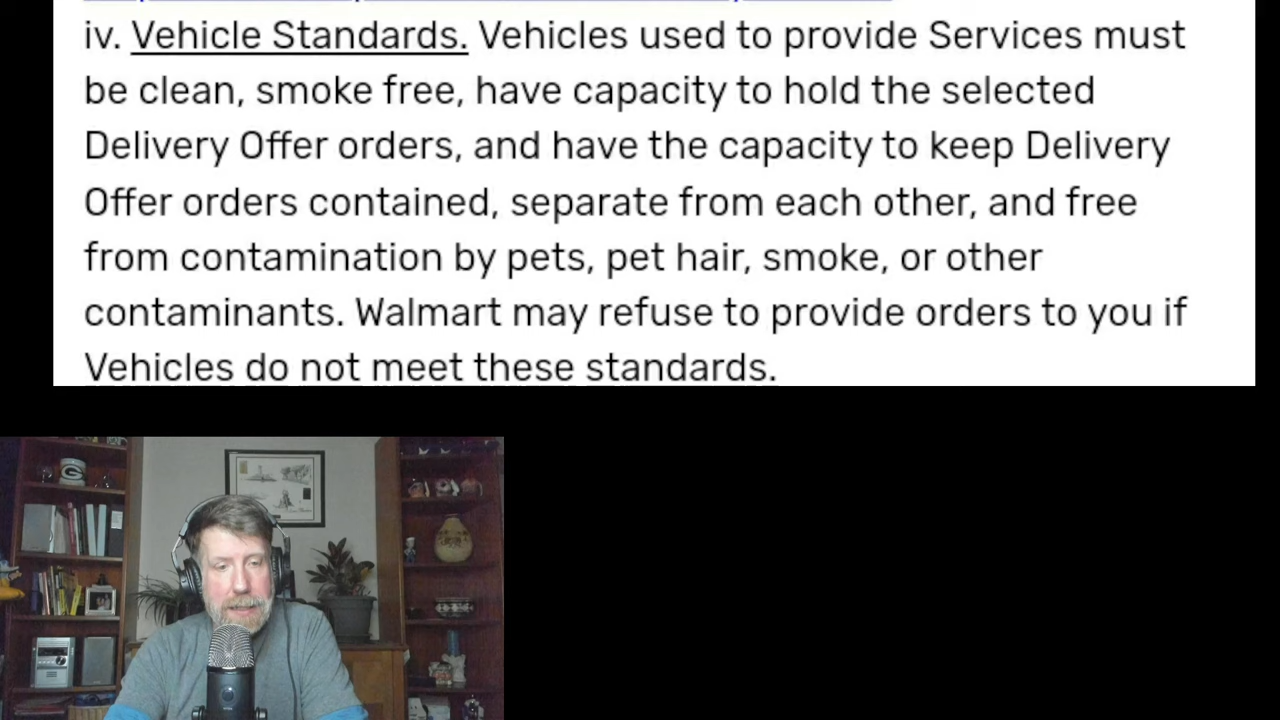 iv. Vehicle Standards. Vehicles used to provide Services must
be clean, smoke free, have capacity to hold the selected
Delivery Offer orders, and have the capacity to keep Delivery
Offer orders contained, separate from each other, and free
from contamination by pets, pet hair, smoke, or other
contaminants. Walmart may refuse to provide orders to you if
Vehicles do not meet these standards.
G